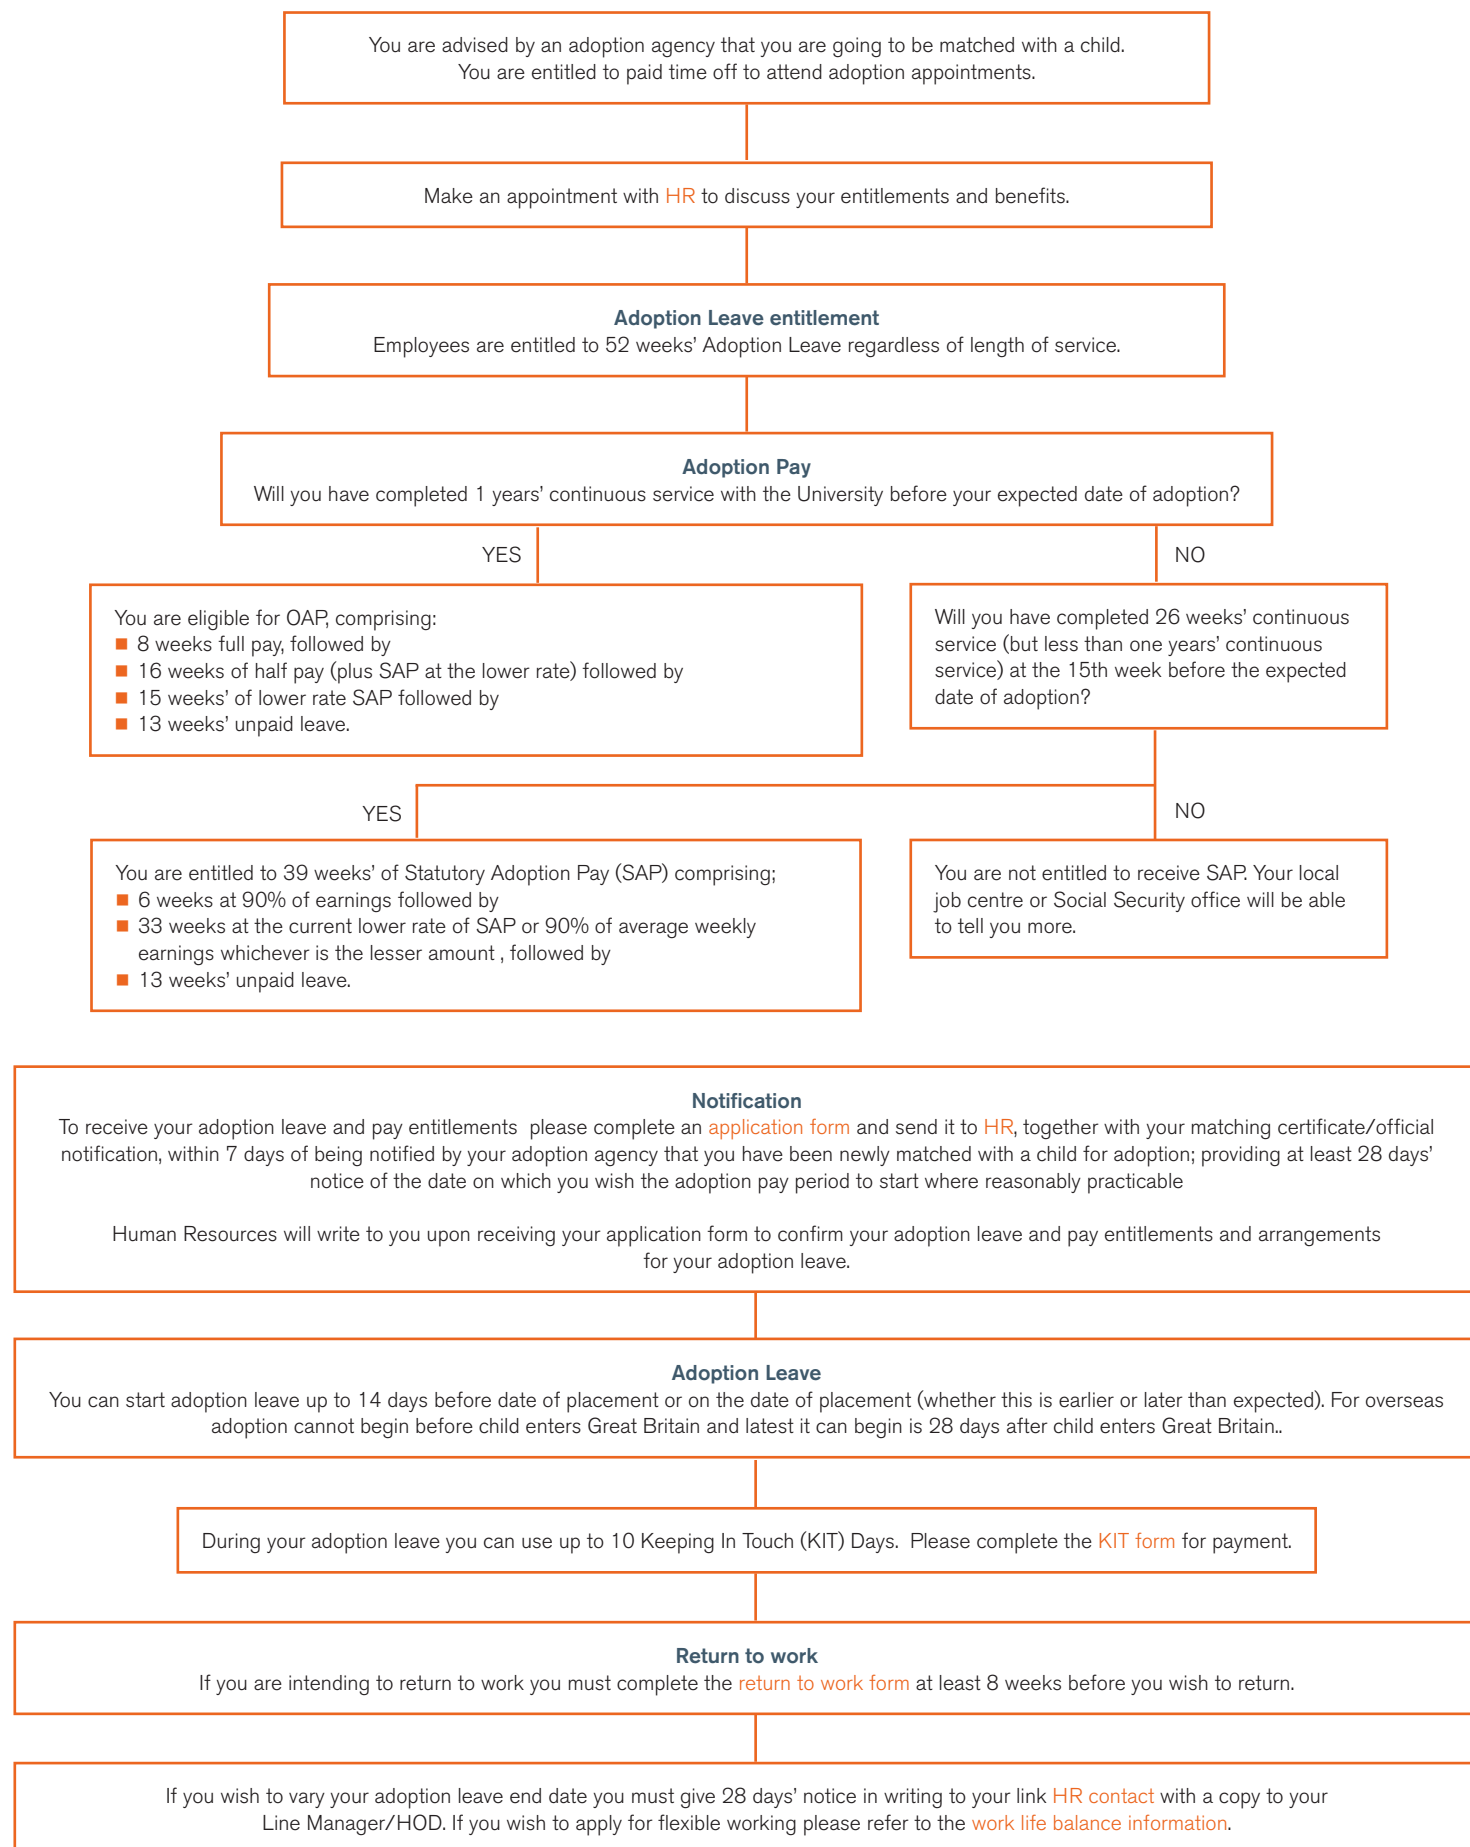 You are advised by an adoption agency that you are going to be matched with a child.
You are entitled to paid time off to attend adoption appointments.
Make an appointment with HR to discuss your entitlements and benefits.
Adoption Leave entitlement
Employees are entitled to 52 weeks' Adoption Leave regardless of length of service.
Adoption Pay
Will you have completed 1 years' continuous service with the University before your expected date of adoption?
YES
NO
You are eligible for OAP, comprising:
■ 8 weeks full pay, followed by
■ 16 weeks of half pay (plus SAP at the lower rate) followed by
■ 15 weeks' of lower rate SAP followed by
■ 13 weeks' unpaid leave.
Will you have completed 26 weeks' continuous
service (but less than one years' continuous
service) at the 15th week before the expected
date of adoption?
YES
NO
You are entitled to 39 weeks' of Statutory Adoption Pay (SAP) comprising;
■ 6 weeks at 90% of earnings followed by
■ 33 weeks at the current lower rate of SAP or 90% of average weekly
earnings whichever is the lesser amount , followed by
■ 13 weeks' unpaid leave.
You are not entitled to receive SAP. Your local
job centre or Social Security office will be able
to tell you more.
Notification
To receive your adoption leave and pay entitlements  please complete an application form and send it to HR, together with your matching certificate/official
notification, within 7 days of being notified by your adoption agency that you have been newly matched with a child for adoption; providing at least 28 days'
notice of the date on which you wish the adoption pay period to start where reasonably practicable
Human Resources will write to you upon receiving your application form to confirm your adoption leave and pay entitlements and arrangements
for your adoption leave.
Adoption Leave
You can start adoption leave up to 14 days before date of placement or on the date of placement (whether this is earlier or later than expected). For overseas
adoption cannot begin before child enters Great Britain and latest it can begin is 28 days after child enters Great Britain..
During your adoption leave you can use up to 10 Keeping In Touch (KIT) Days.  Please complete the KIT form for payment.
Return to work
If you are intending to return to work you must complete the return to work form at least 8 weeks before you wish to return.
If you wish to vary your adoption leave end date you must give 28 days' notice in writing to your link HR contact with a copy to your
Line Manager/HOD. If you wish to apply for flexible working please refer to the work life balance information.